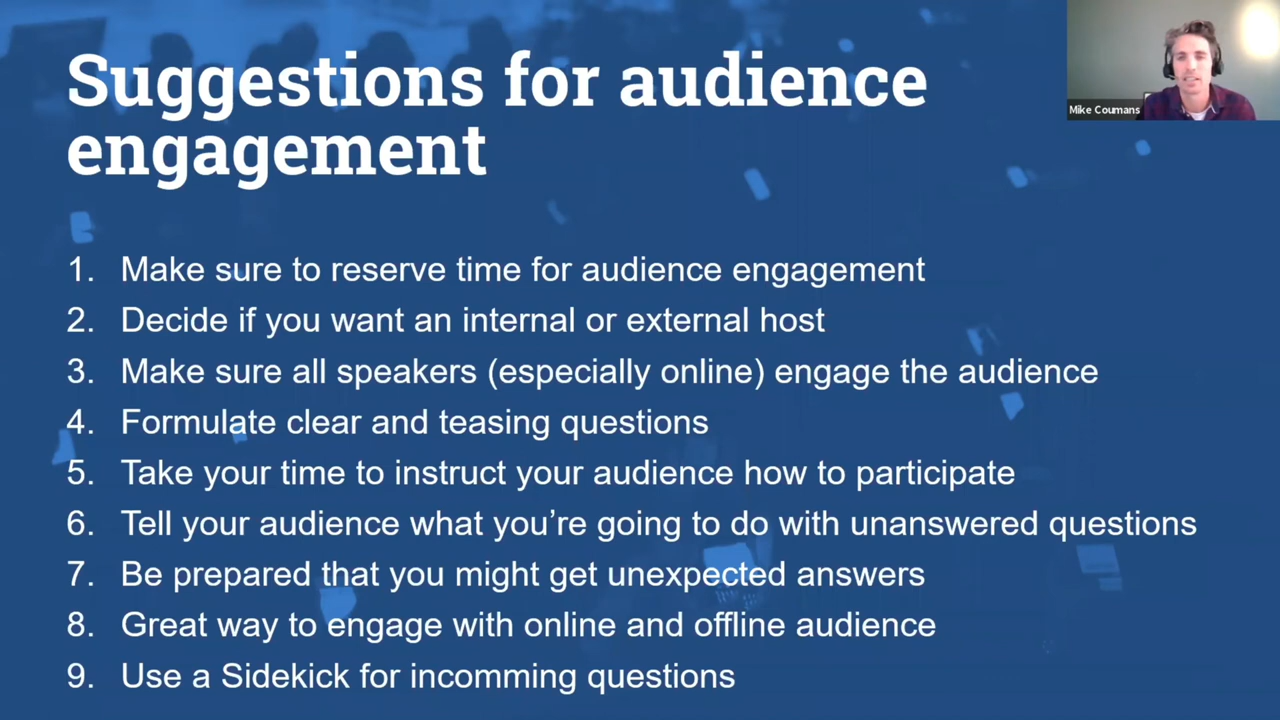 Suggestions for audience
engagement
Mike Coumans
1. Make sure to reserve time for audience engagement
2. Decide if you want an internal or external host
3. Make sure all speakers (especially online) engage the audience
4. Formulate clear and teasing questions
5. Take your time to instruct your audience how to participate
6. Tell your audience what you’re going to do with unanswered questions
7. Be prepared that you might get unexpected answers
8. Great way to engage with online and offline audience
9. Use a Sidekick for incomming questions